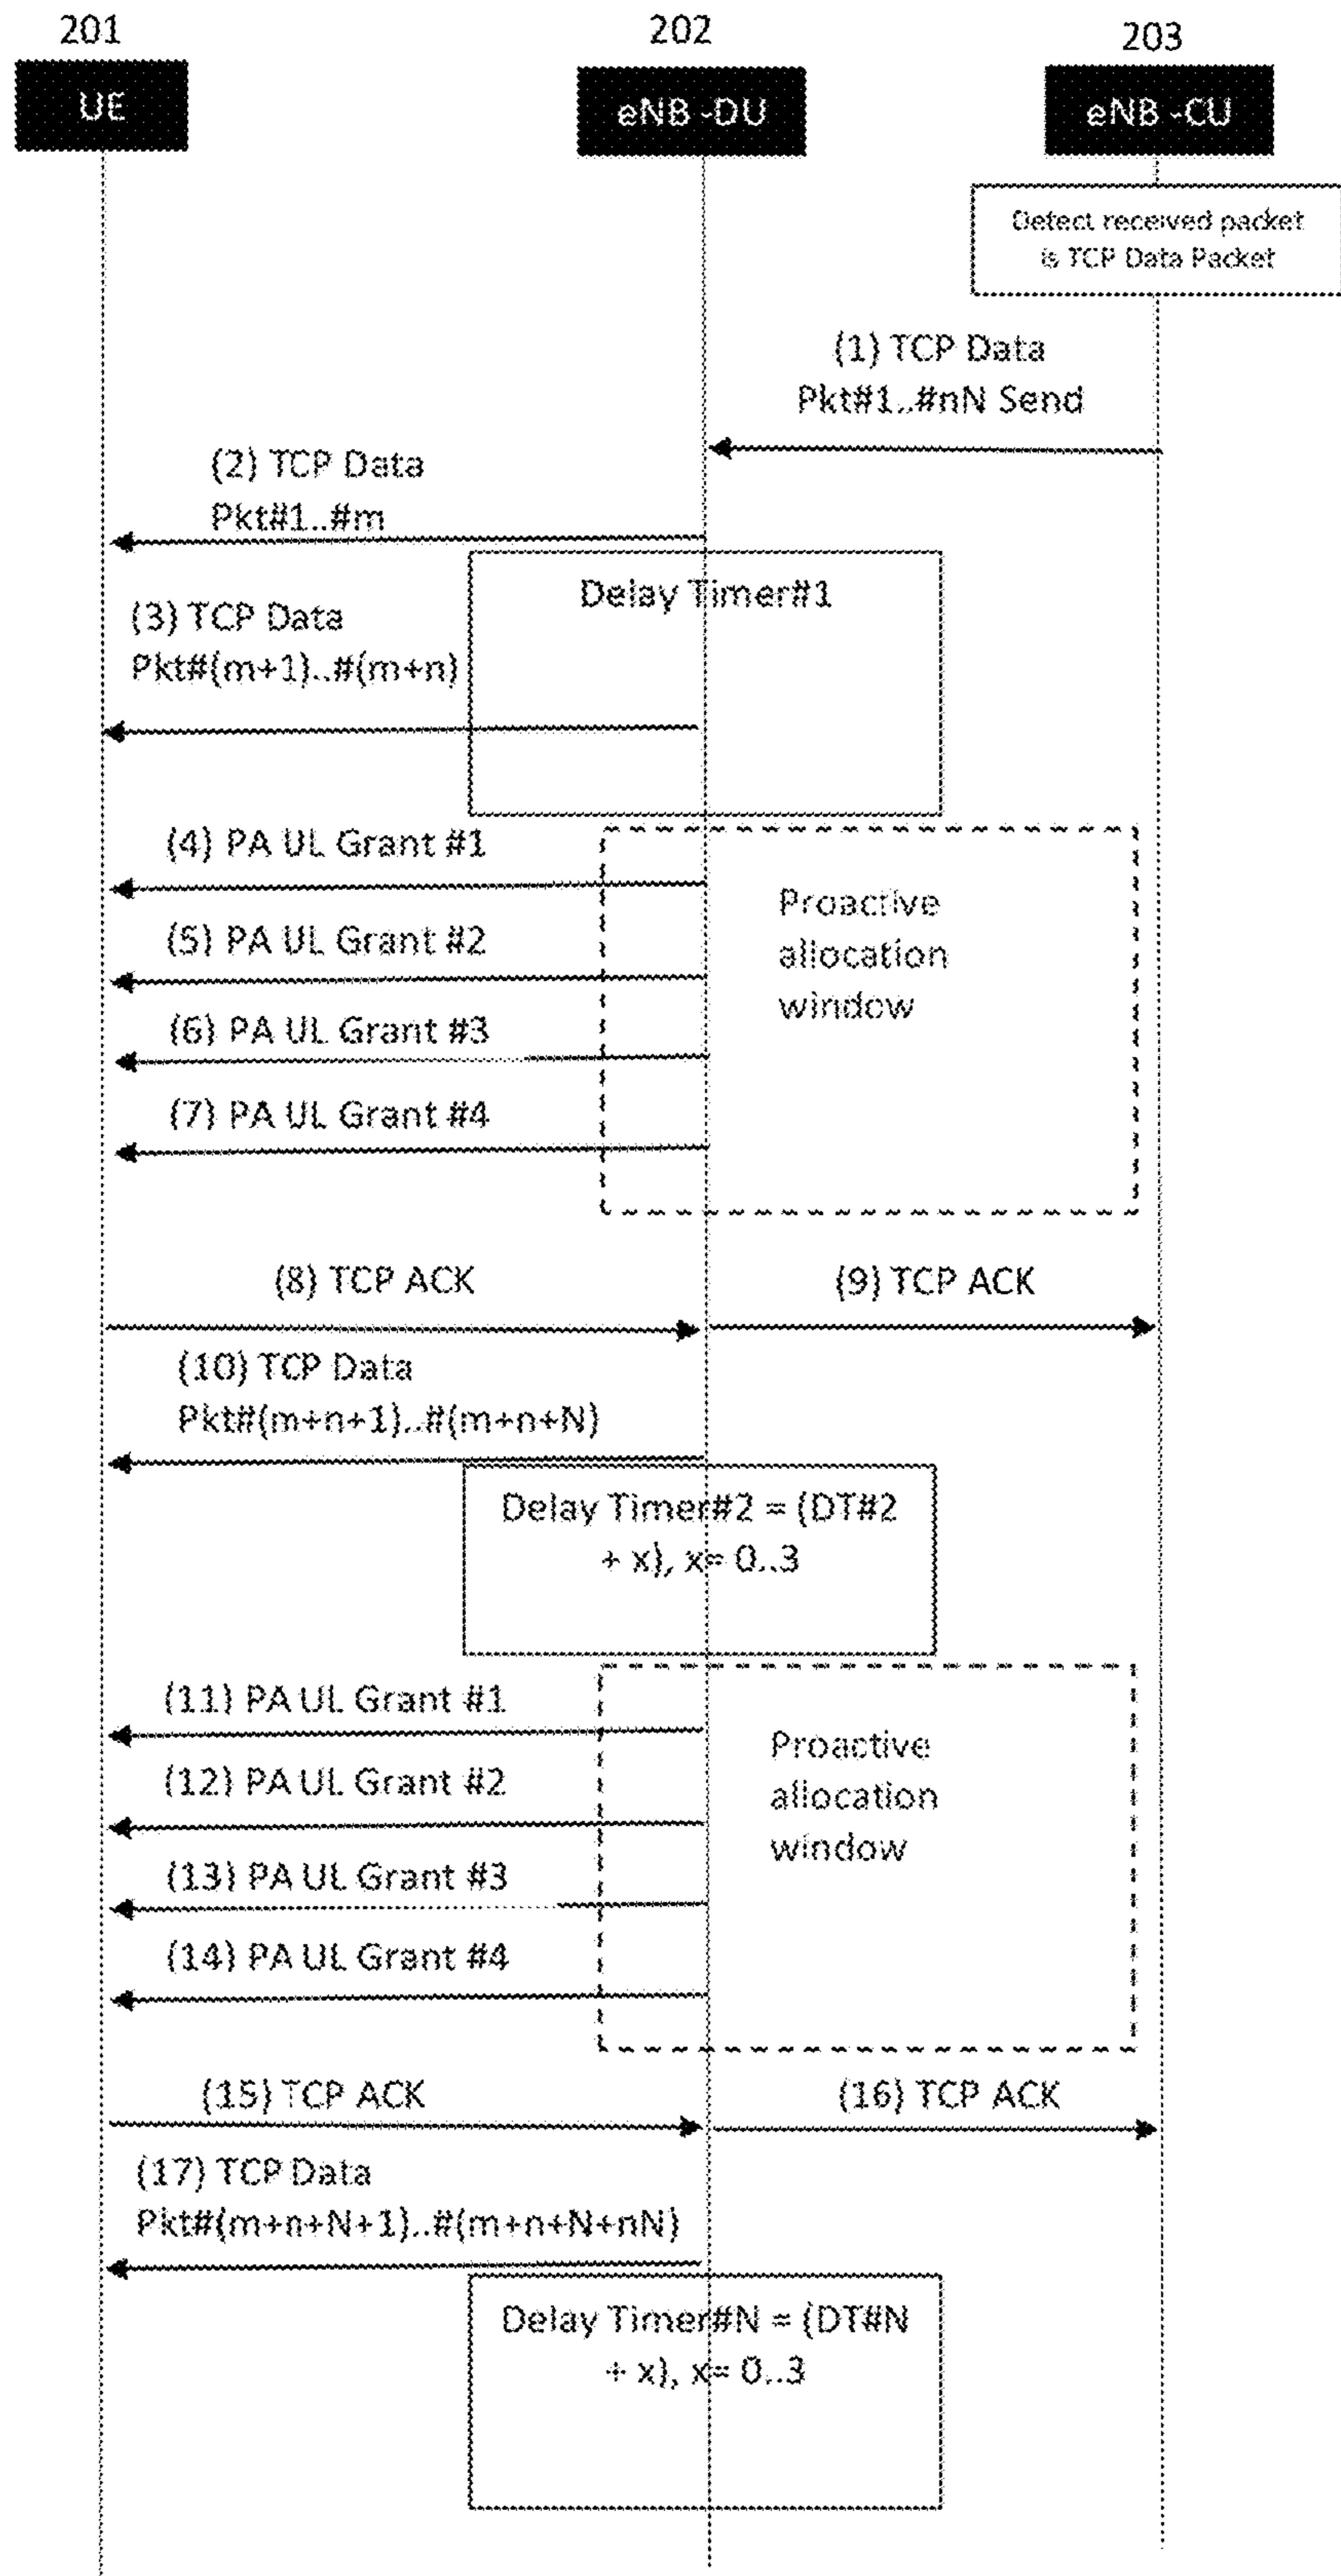 201
202
203
UE
eNB -DU
eNB -CU
Detect received packet
is TCP Data Packet
(1) TCP Data
Pkt#1..#nN Send
(2) TCP Data
Pkt#1..#m
Delay Timer#1
(3) TCP Data
Pkt#(m+1)..#(m+n)
(4) PA UL Grant #1
Proactive
allocation
window
(5) PA UL Grant #2
(6) PA UL Grant #3
(7) PA UL Grant #4
(8) TCP ACK
(9) TCP ACK
(10) TCP Data
Pkt#(m+n+1)..#(m+n+N)
Delay Timer#2 = (DT#2
+ x), x= 0..3
(11) PA UL Grant #1
Proactive
allocation
window
(12) PA UL Grant #2
(13) PA UL Grant #3
(14) PA UL Grant #4
(15) TCP ACK
(16) TCP ACK
(17) TCP Data
Pkt#(m+n+N+1)..#(m+n+N+nN)
Delay Timer#N = (DT#N
+ x), x= 0..3